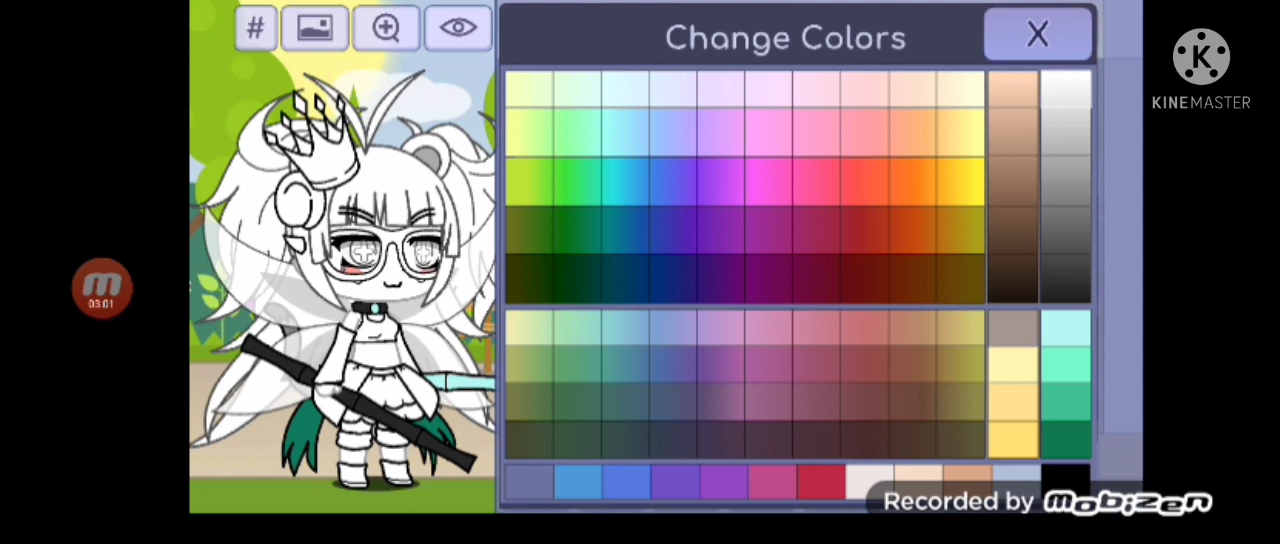 #
Change Colors
X
K
KINEMASTER
m
03:01
Recorded by mobizen